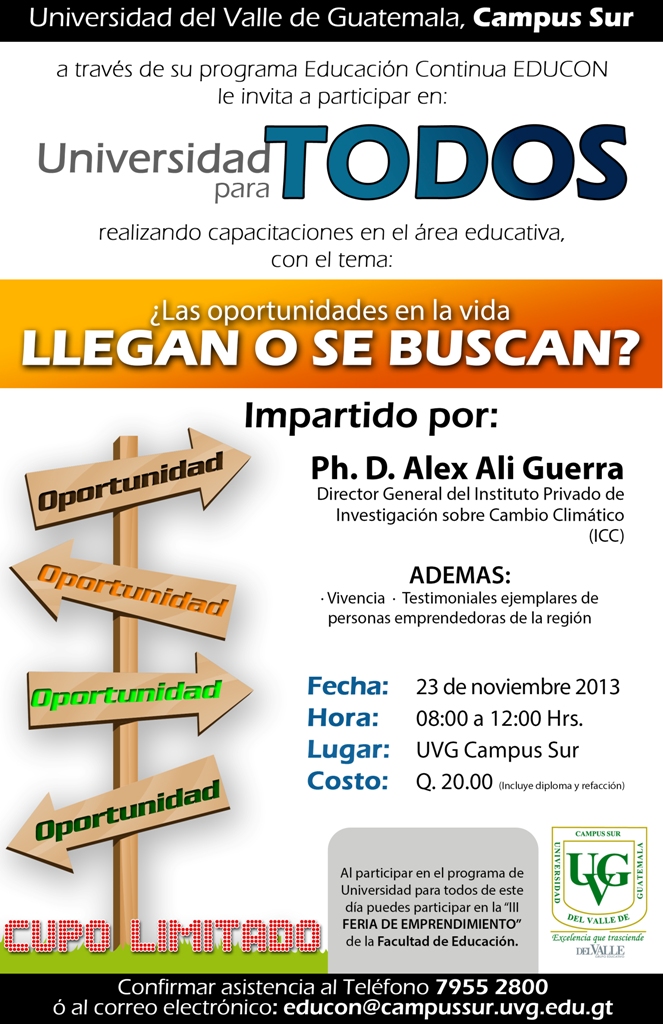 Universidad del Valle de Guatemala, Campus Sur
a través de su programa Educación Continua EDUCON
le invita a participar en:
Universidad
para TODOS
realizando capacitaciones en el área educativa,
con el tema:
¿Las oportunidades en la vida
LLEGAN O SE BUSCAN?
Impartido por:
Ph. D. Alex Ali Guerra
Director General del Instituto Privado de
Investigación sobre Cambio Climático
(ICC)
ADEMAS:
· Vivencia · Testimoniales ejemplares de
personas emprendedoras de la región
Oportunidad
Oportunidad
Oportunidad
Oportunidad
Fecha: 23 de noviembre 2013
Hora: 08:00 a 12:00 Hrs.
Lugar: UVG Campus Sur
Costo: Q. 20.00 (Incluye diploma y refacción)
CUPO LIMITADO
Al participar en el programa de
Universidad para todos de este
día puedes participar en la “III
FERIA DE EMPRENDIMIENTO”
de la Facultad de Educación.
CAMPUS SUR
UNIVERSIDAD
UVG
GUATEMALA
DEL VALLE DE
Excelencia que trasciende
DEL VALLE
Confirmar asistencia al Teléfono 7955 2800
ó al correo electrónico: educon@campussur.uvg.edu.gt